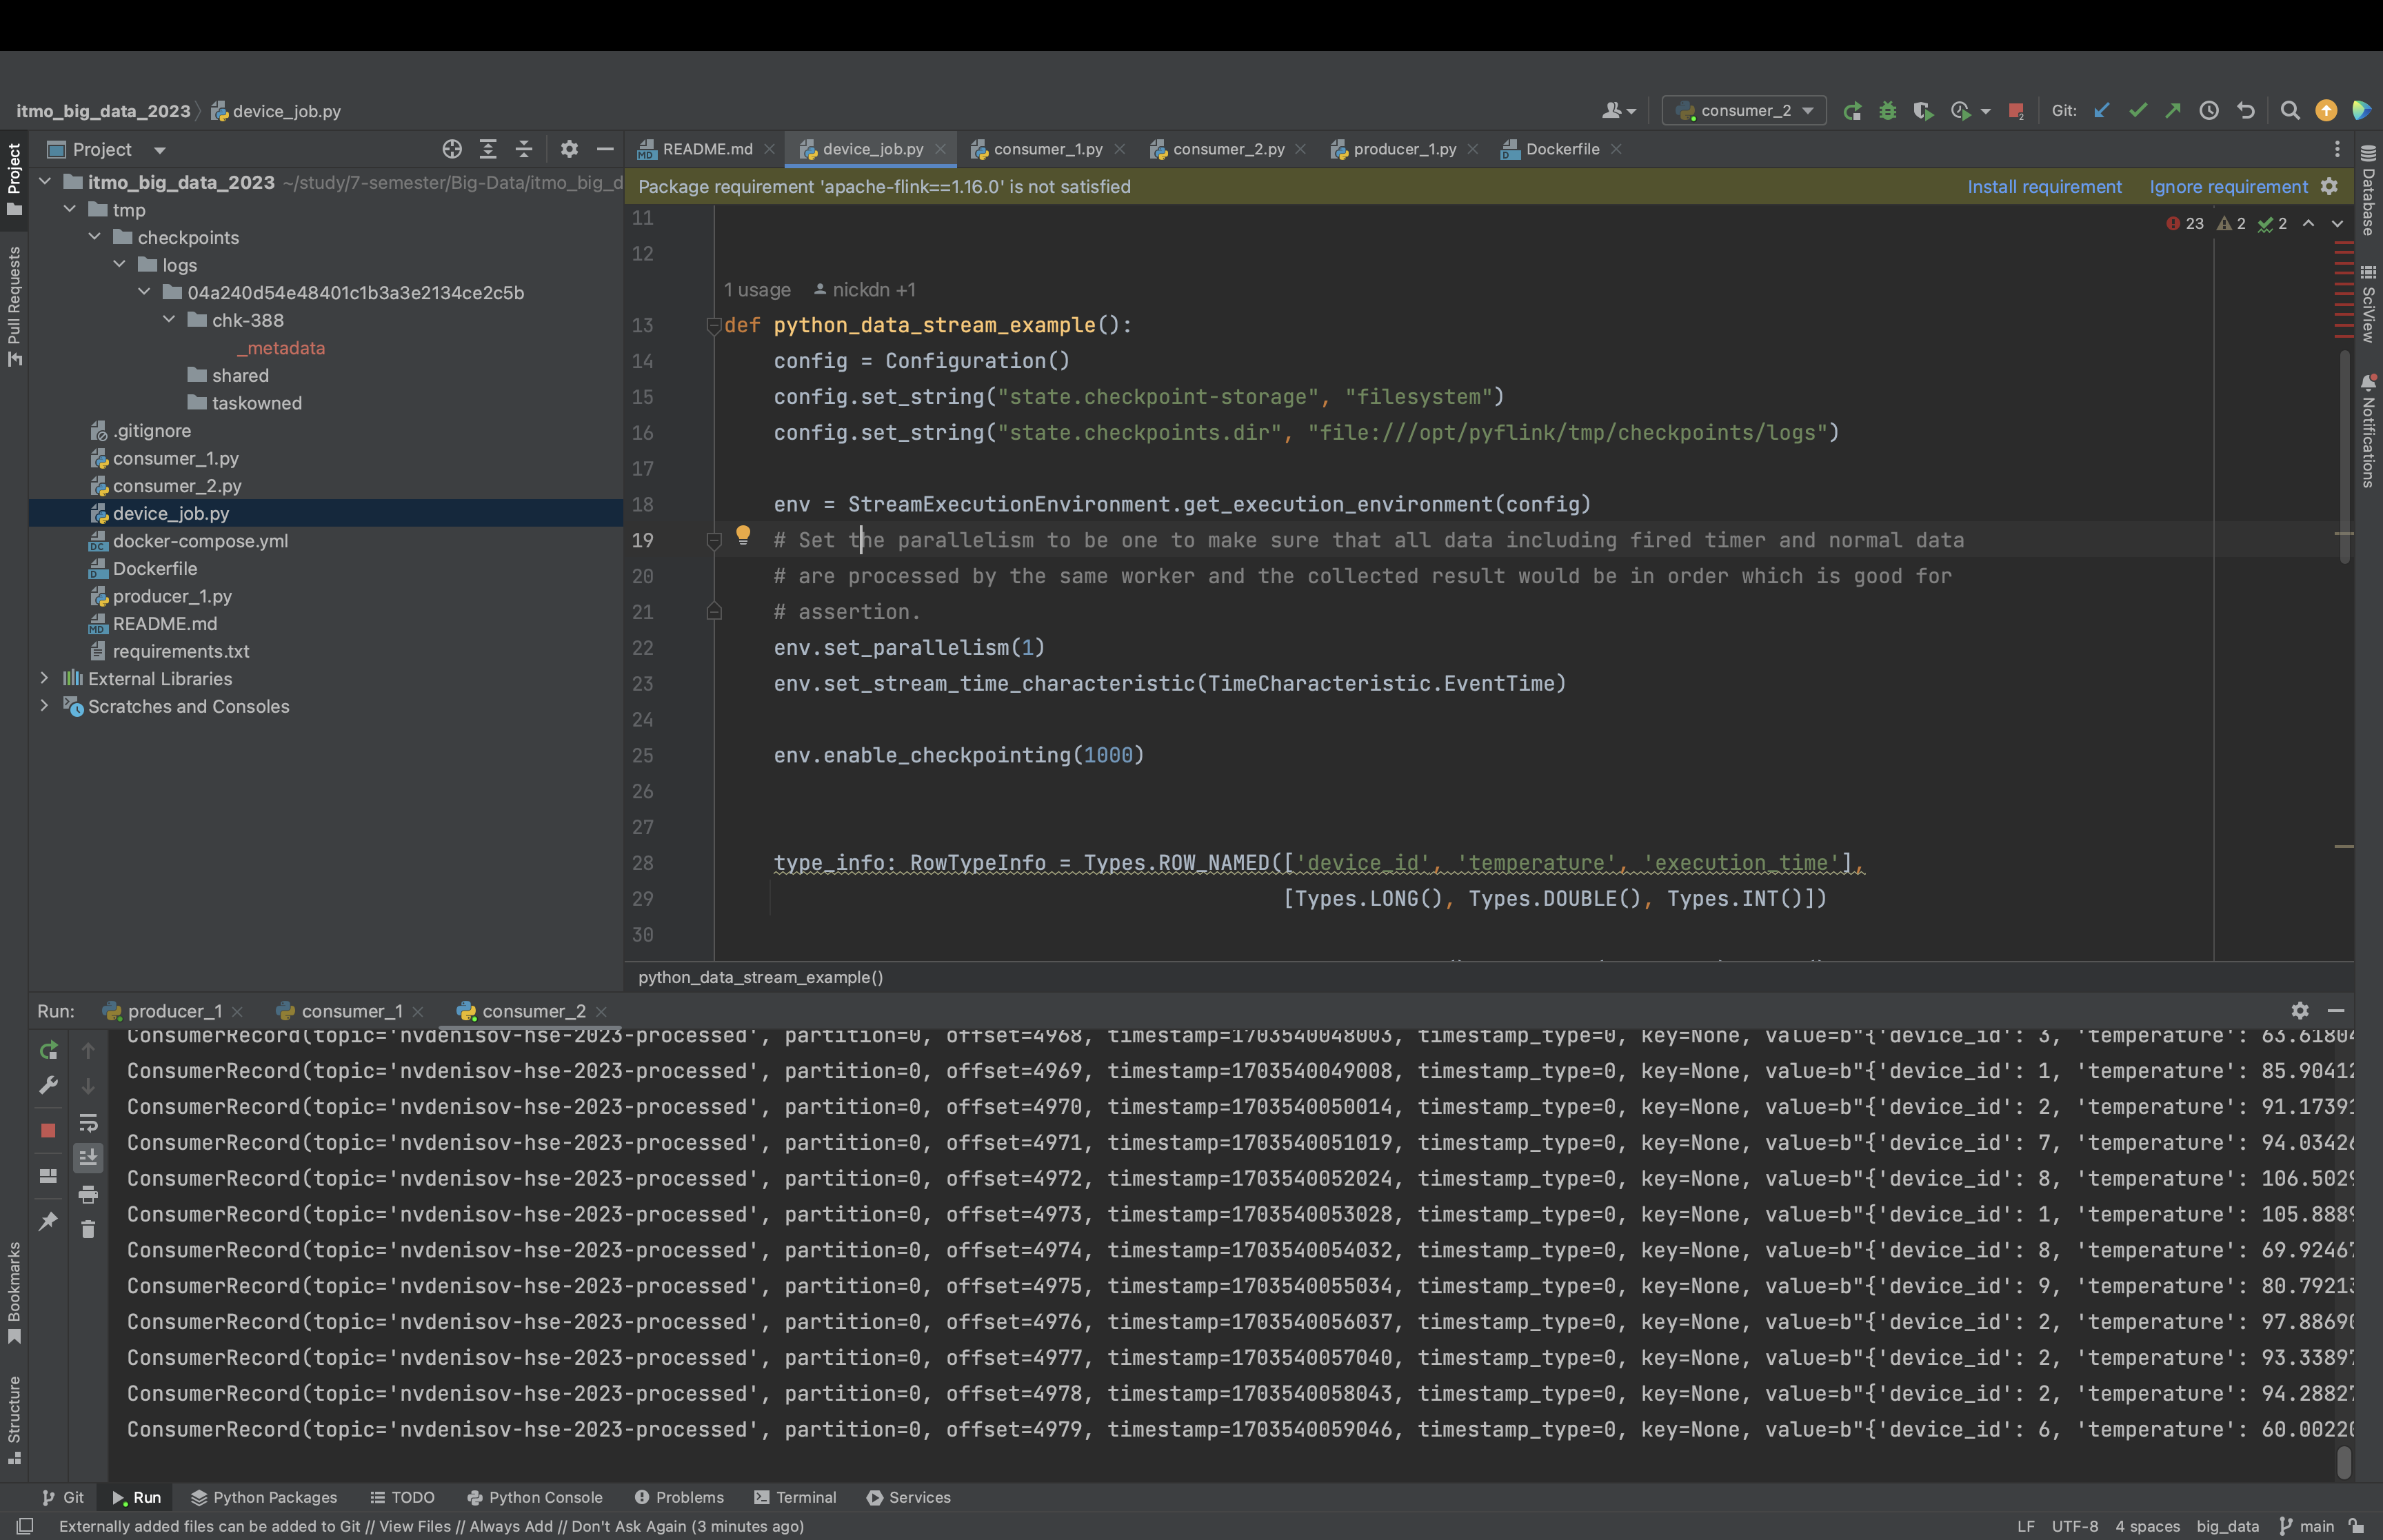 itmo_big_data_2023 device_job.py
consumer_2
Git:
Project
README.md device_job.py consumer_1.py consumer_2.py producer_1.py Dockerfile
Package requirement 'apache-flink==1.16.0' is not satisfied Install requirement Ignore requirement
23 2 2
Project
Pull Requests
Bookmarks
Structure
Database
SciView
Notifications
itmo_big_data_2023 ~/study/7-semester/Big-Data/itmo_big_d
tmp
checkpoints
logs
04a240d54e48401c1b3a3e2134ce2c5b
chk-388
_metadata
shared
taskowned
.gitignore
consumer_1.py
consumer_2.py
device_job.py
docker-compose.yml
Dockerfile
producer_1.py
README.md
requirements.txt
External Libraries
Scratches and Consoles
11
12
1 usage nickdn +1
13 def python_data_stream_example():
14 config = Configuration()
15 config.set_string("state.checkpoint-storage", "filesystem")
16 config.set_string("state.checkpoints.dir", "file:///opt/pyflink/tmp/checkpoints/logs")
17
18 env = StreamExecutionEnvironment.get_execution_environment(config)
19 # Set the parallelism to be one to make sure that all data including fired timer and normal data
20 # are processed by the same worker and the collected result would be in order which is good for
21 # assertion.
22 env.set_parallelism(1)
23 env.set_stream_time_characteristic(TimeCharacteristic.EventTime)
24
25 env.enable_checkpointing(1000)
26
27
28 type_info: RowTypeInfo = Types.ROW_NAMED(['device_id', 'temperature', 'execution_time'],
29 [Types.LONG(), Types.DOUBLE(), Types.INT()])
30
python_data_stream_example()
Run: producer_1 consumer_1 consumer_2
ConsumerRecord(topic='nvdenisov-hse-2023-processed', partition=0, offset=4968, timestamp=1703540048003, timestamp_type=0, key=None, value=b"{'device_id': 3, 'temperature': 63.61804
ConsumerRecord(topic='nvdenisov-hse-2023-processed', partition=0, offset=4969, timestamp=1703540049008, timestamp_type=0, key=None, value=b"{'device_id': 1, 'temperature': 85.90412
ConsumerRecord(topic='nvdenisov-hse-2023-processed', partition=0, offset=4970, timestamp=1703540050014, timestamp_type=0, key=None, value=b"{'device_id': 2, 'temperature': 91.17391
ConsumerRecord(topic='nvdenisov-hse-2023-processed', partition=0, offset=4971, timestamp=1703540051019, timestamp_type=0, key=None, value=b"{'device_id': 7, 'temperature': 94.03426
ConsumerRecord(topic='nvdenisov-hse-2023-processed', partition=0, offset=4972, timestamp=1703540052024, timestamp_type=0, key=None, value=b"{'device_id': 8, 'temperature': 106.5029
ConsumerRecord(topic='nvdenisov-hse-2023-processed', partition=0, offset=4973, timestamp=1703540053028, timestamp_type=0, key=None, value=b"{'device_id': 1, 'temperature': 105.8889
ConsumerRecord(topic='nvdenisov-hse-2023-processed', partition=0, offset=4974, timestamp=1703540054032, timestamp_type=0, key=None, value=b"{'device_id': 8, 'temperature': 69.92467
ConsumerRecord(topic='nvdenisov-hse-2023-processed', partition=0, offset=4975, timestamp=1703540055034, timestamp_type=0, key=None, value=b"{'device_id': 9, 'temperature': 80.79213
ConsumerRecord(topic='nvdenisov-hse-2023-processed', partition=0, offset=4976, timestamp=1703540056037, timestamp_type=0, key=None, value=b"{'device_id': 2, 'temperature': 97.88690
ConsumerRecord(topic='nvdenisov-hse-2023-processed', partition=0, offset=4977, timestamp=1703540057040, timestamp_type=0, key=None, value=b"{'device_id': 2, 'temperature': 93.33897
ConsumerRecord(topic='nvdenisov-hse-2023-processed', partition=0, offset=4978, timestamp=1703540058043, timestamp_type=0, key=None, value=b"{'device_id': 2, 'temperature': 94.28827
ConsumerRecord(topic='nvdenisov-hse-2023-processed', partition=0, offset=4979, timestamp=1703540059046, timestamp_type=0, key=None, value=b"{'device_id': 6, 'temperature': 60.00220
Git Run Python Packages TODO Python Console Problems Terminal Services
Externally added files can be added to Git // View Files // Always Add // Don't Ask Again (3 minutes ago) LF UTF-8 4 spaces big_data main